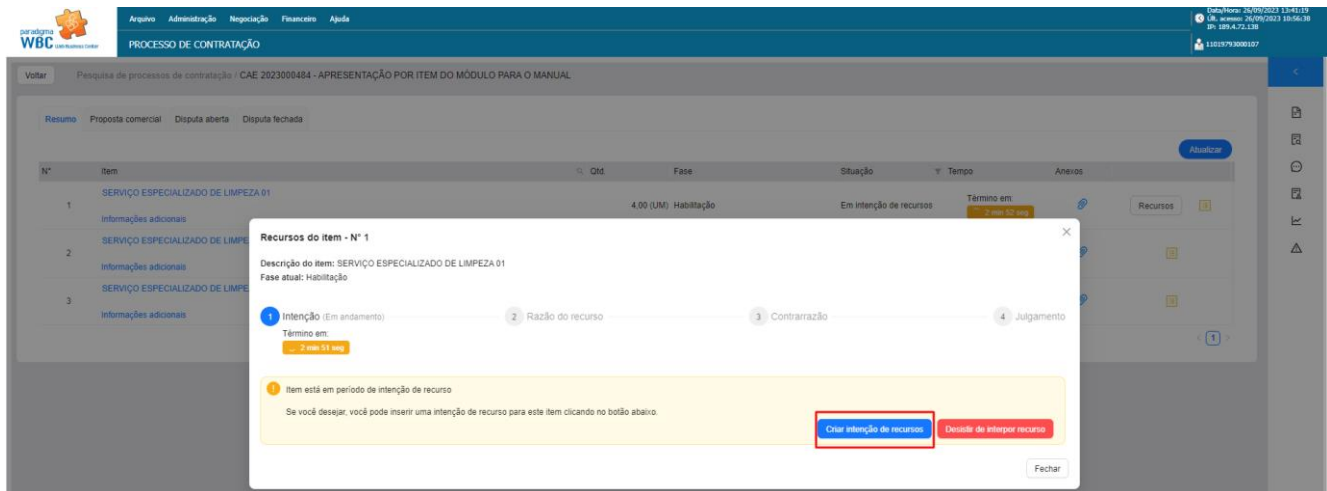 paradigma
WBC
Arquivo Administração Negociação Financeiro Ajuda
PROCESSO DE CONTRATAÇÃO
Data/Hora: 26/09/2023 13:41:19
Últ. acesso: 26/09/2023 10:56:38
IP: 189.4.72.138
11019793000107
Voltar Pesquisa de processos de contratação / CAE 2023000484 - APRESENTAÇÃO POR ITEM DO MÓDULO PARA O MANUAL
Resumo Proposta comercial Disputa aberta Disputa fechada
Atualizar
N° Item Qtd Fase Situação Tempo Anexos
SERVIÇO ESPECIALIZADO DE LIMPEZA 01
1 4,00 (UM) Habilitação Em intenção de recursos Término em: 2 min 52 seg Recursos
Informações adicionais
SERVIÇO ESPECIALIZADO DE LIMPE
2
Informações adicionais
SERVIÇO ESPECIALIZADO DE LIMPE
3
Informações adicionais
< 1 >
Recursos do item - N° 1
Descrição do item: SERVIÇO ESPECIALIZADO DE LIMPEZA 01
Fase atual: Habilitação
1 Intenção (Em andamento) 2 Razão do recurso 3 Contrarrazão 4 Julgamento
Término em:
2 min 51 seg
Item está em período de intenção de recurso
Se você desejar, você pode inserir uma intenção de recurso para este item clicando no botão abaixo.
Criar intenção de recursos Desistir de interpor recurso
Fechar